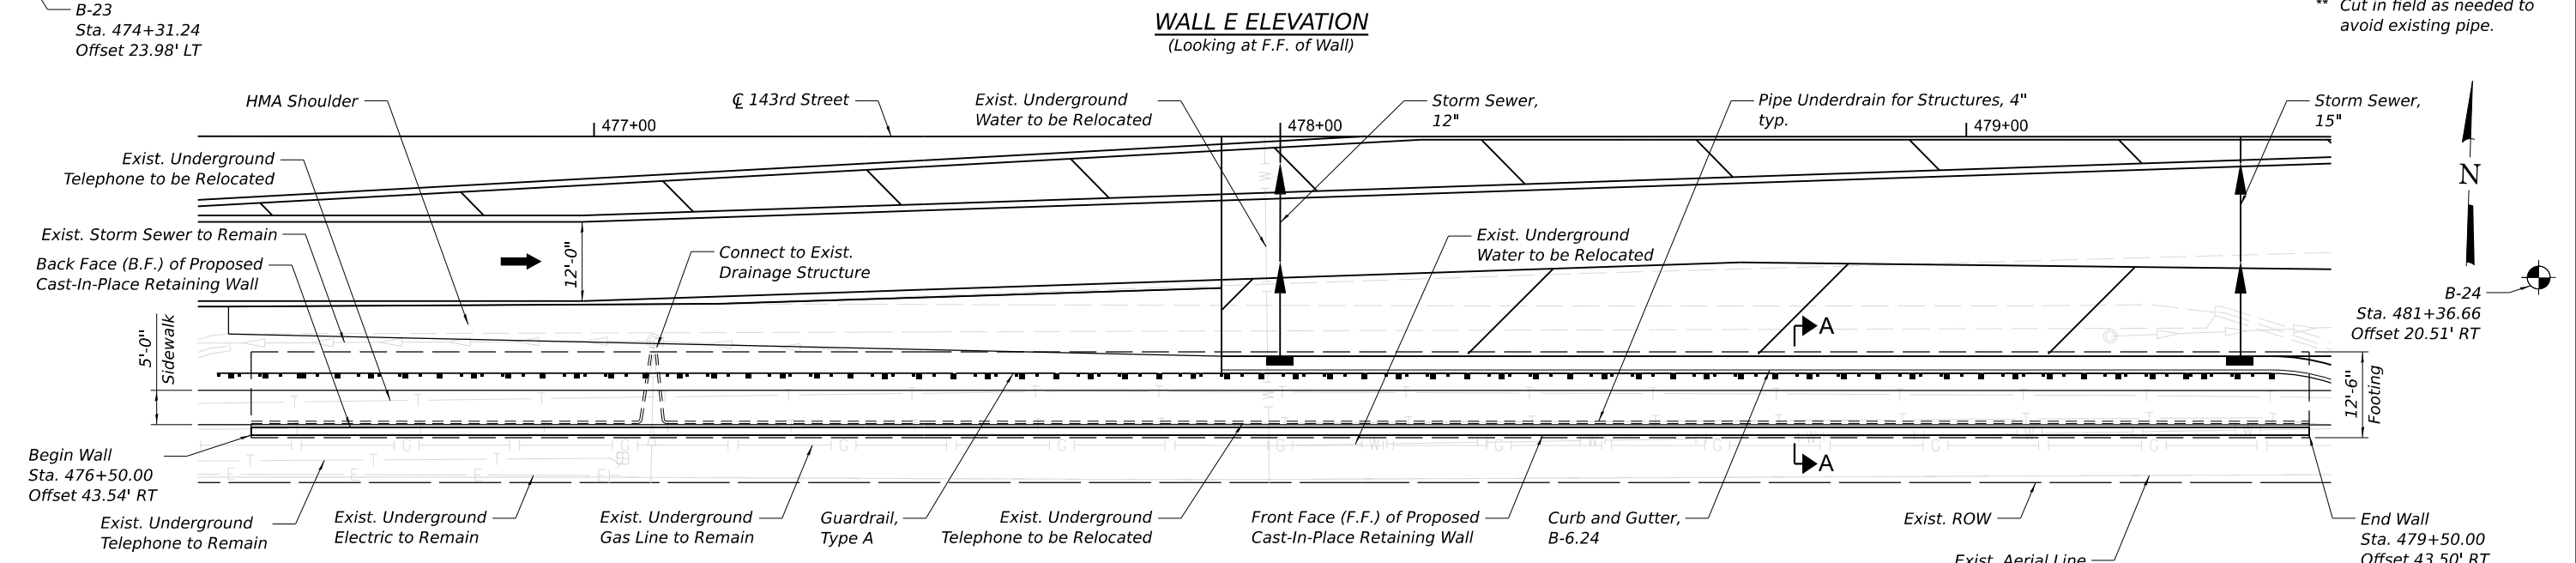 B-23
Sta. 474+31.24
Offset 23.98' LT
WALL E ELEVATION
(Looking at F.F. of Wall)
** Cut in field as needed to
avoid existing pipe.
HMA Shoulder
℄ 143rd Street
Exist. Underground
Water to be Relocated
Storm Sewer,
12"
Pipe Underdrain for Structures, 4"
typ.
Storm Sewer,
15"
477+00
478+00
479+00
Exist. Underground
Telephone to be Relocated
N
Exist. Storm Sewer to Remain
Back Face (B.F.) of Proposed
Cast-In-Place Retaining Wall
12'-0"
Connect to Exist.
Drainage Structure
Exist. Underground
Water to be Relocated
B-24
Sta. 481+36.66
Offset 20.51' RT
5'-0"
Sidewalk
A
A
12'-6"
Footing
Begin Wall
Sta. 476+50.00
Offset 43.54' RT
Exist. Underground
Telephone to Remain
Exist. Underground
Electric to Remain
Exist. Underground
Gas Line to Remain
Guardrail,
Type A
Exist. Underground
Telephone to be Relocated
Front Face (F.F.) of Proposed
Cast-In-Place Retaining Wall
Curb and Gutter,
B-6.24
Exist. ROW
Exist. Aerial Line
End Wall
Sta. 479+50.00
Offset 43.50' RT